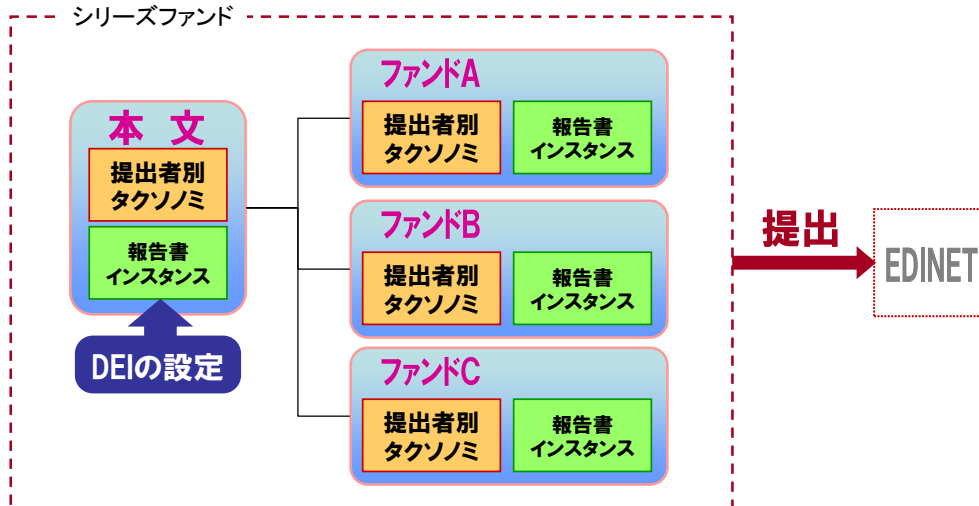 シリーズファンド
本 文
提出者別
タクソノミ
報告書
インスタンス
DEIの設定
ファンドA
提出者別
タクソノミ
報告書
インスタンス
ファンドB
提出者別
タクソノミ
報告書
インスタンス
ファンドC
提出者別
タクソノミ
報告書
インスタンス
提出
EDINET